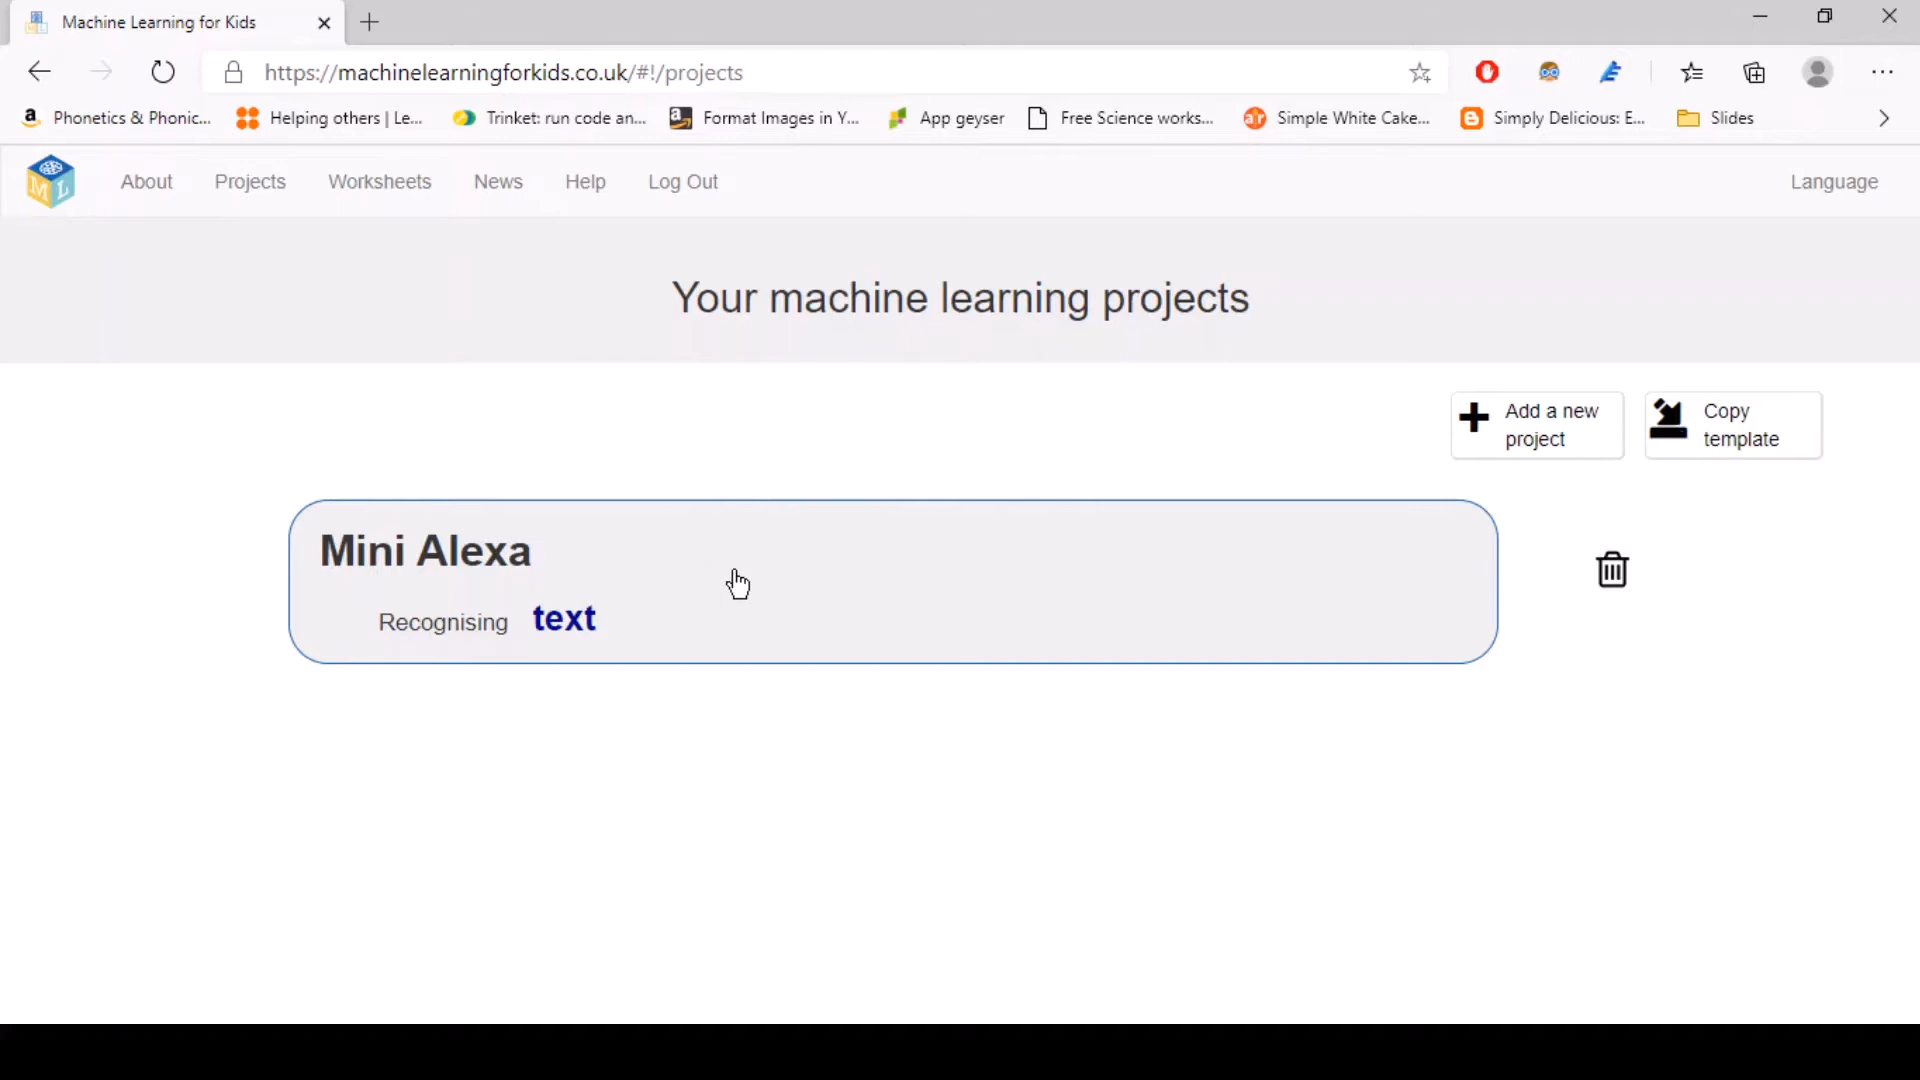 Machine Learning for Kids
https://machinelearningforkids.co.uk/#!/projects
Phonetics & Phonic... Helping others | Le... Trinket: run code an... Format Images in Y... App geyser Free Science works... Simple White Cake... Simply Delicious: E... Slides
ML About Projects Worksheets News Help Log Out Language
Your machine learning projects
Add a new
project
Copy
template
Mini Alexa
Recognising text